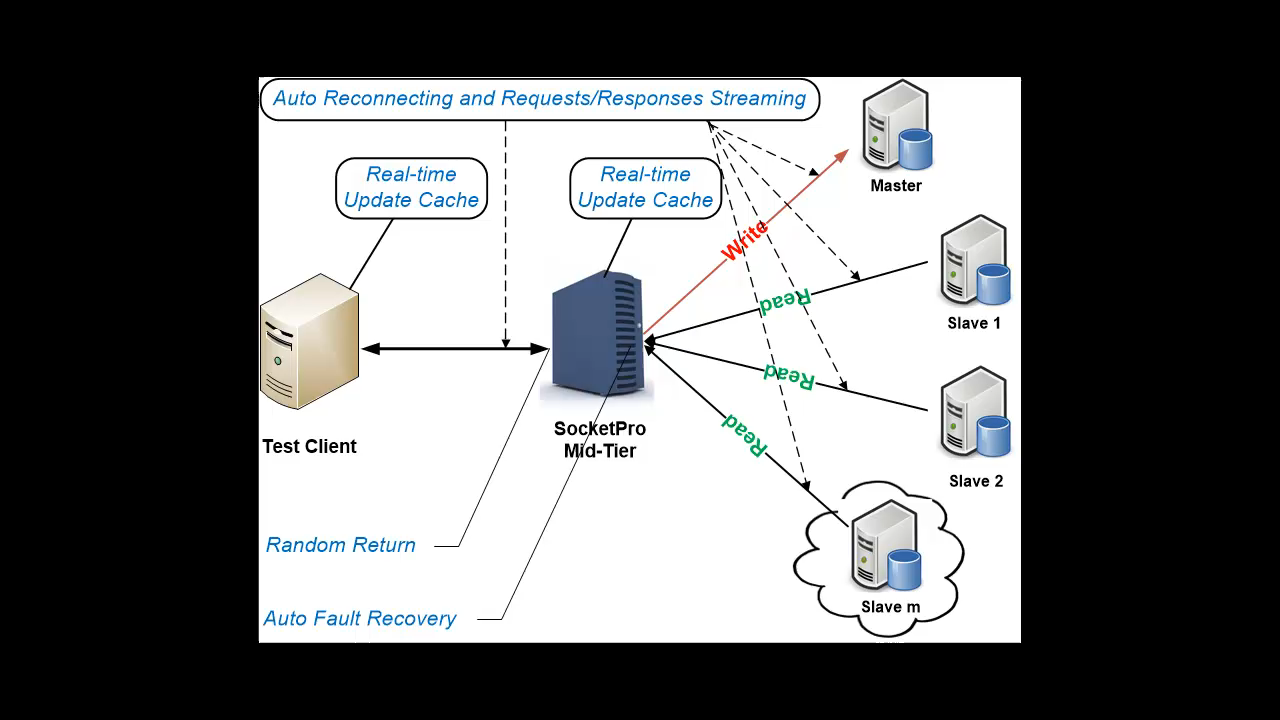 Auto Reconnecting and Requests/Responses Streaming
Real-time
Update Cache
Real-time
Update Cache
Master
Write
Read
Slave 1
Read
Read
Test Client
SocketPro
Mid-Tier
Slave 2
Random Return
Slave m
Auto Fault Recovery